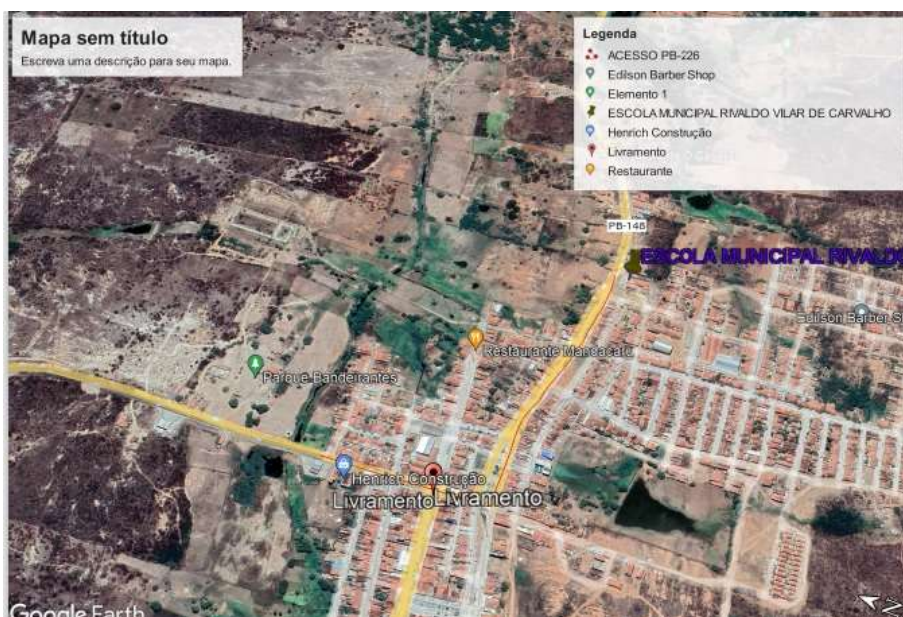 Mapa sem título
Escreva uma descrição para seu mapa.
Legenda
ACESSO PB-226
Edilson Barber Shop
Elemento 1
ESCOLA MUNICIPAL RIVALDO VILAR DE CARVALHO
Henrich Construção
Livramento
Restaurante
PB-148
ESCOLA MUNICIPAL RIVALDO
Edilson Barber S
Restaurante Mandacaru
Parque Bandeirantes
Henrich Construção
Livramento Livramento
Google Earth
N